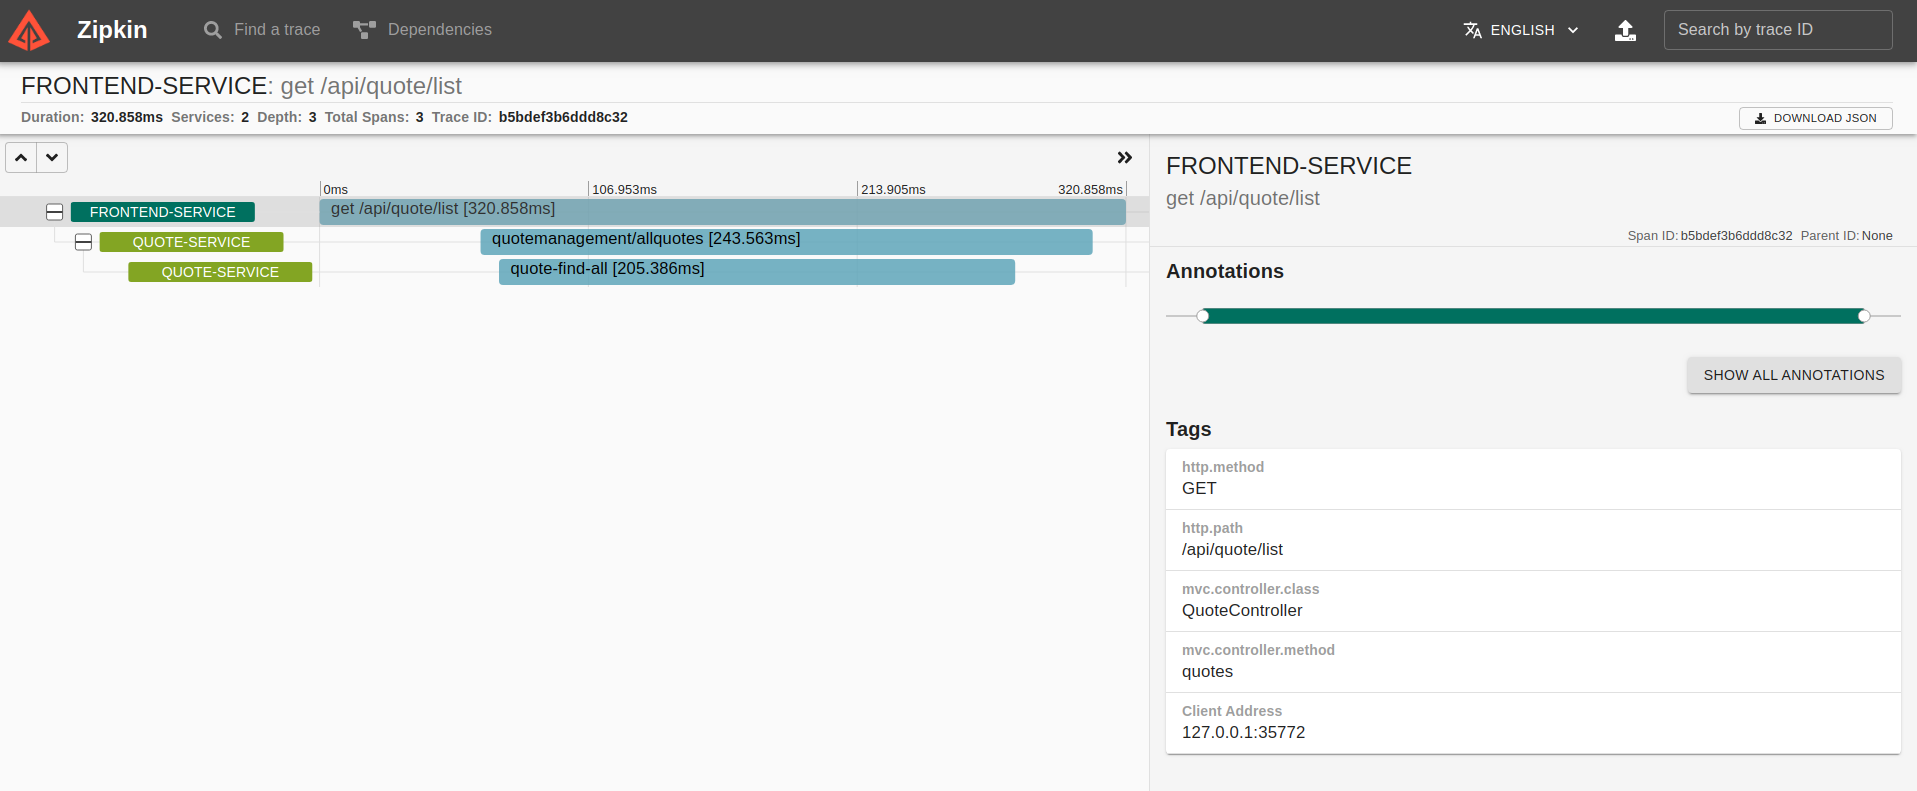 Zipkin
Find a trace
Dependencies
ENGLISH
Search by trace ID
FRONTEND-SERVICE: get /api/quote/list
Duration: 320.858ms Services: 2 Depth: 3 Total Spans: 3 Trace ID: b5bdef3b6ddd8c32
DOWNLOAD JSON
0ms 106.953ms 213.905ms 320.858ms
FRONTEND-SERVICE get /api/quote/list [320.858ms]
QUOTE-SERVICE quotemanagement/allquotes [243.563ms]
QUOTE-SERVICE quote-find-all [205.386ms]
FRONTEND-SERVICE
get /api/quote/list
Span ID: b5bdef3b6ddd8c32 Parent ID: None
Annotations
SHOW ALL ANNOTATIONS
Tags
http.method
GET
http.path
/api/quote/list
mvc.controller.class
QuoteController
mvc.controller.method
quotes
Client Address
127.0.0.1:35772